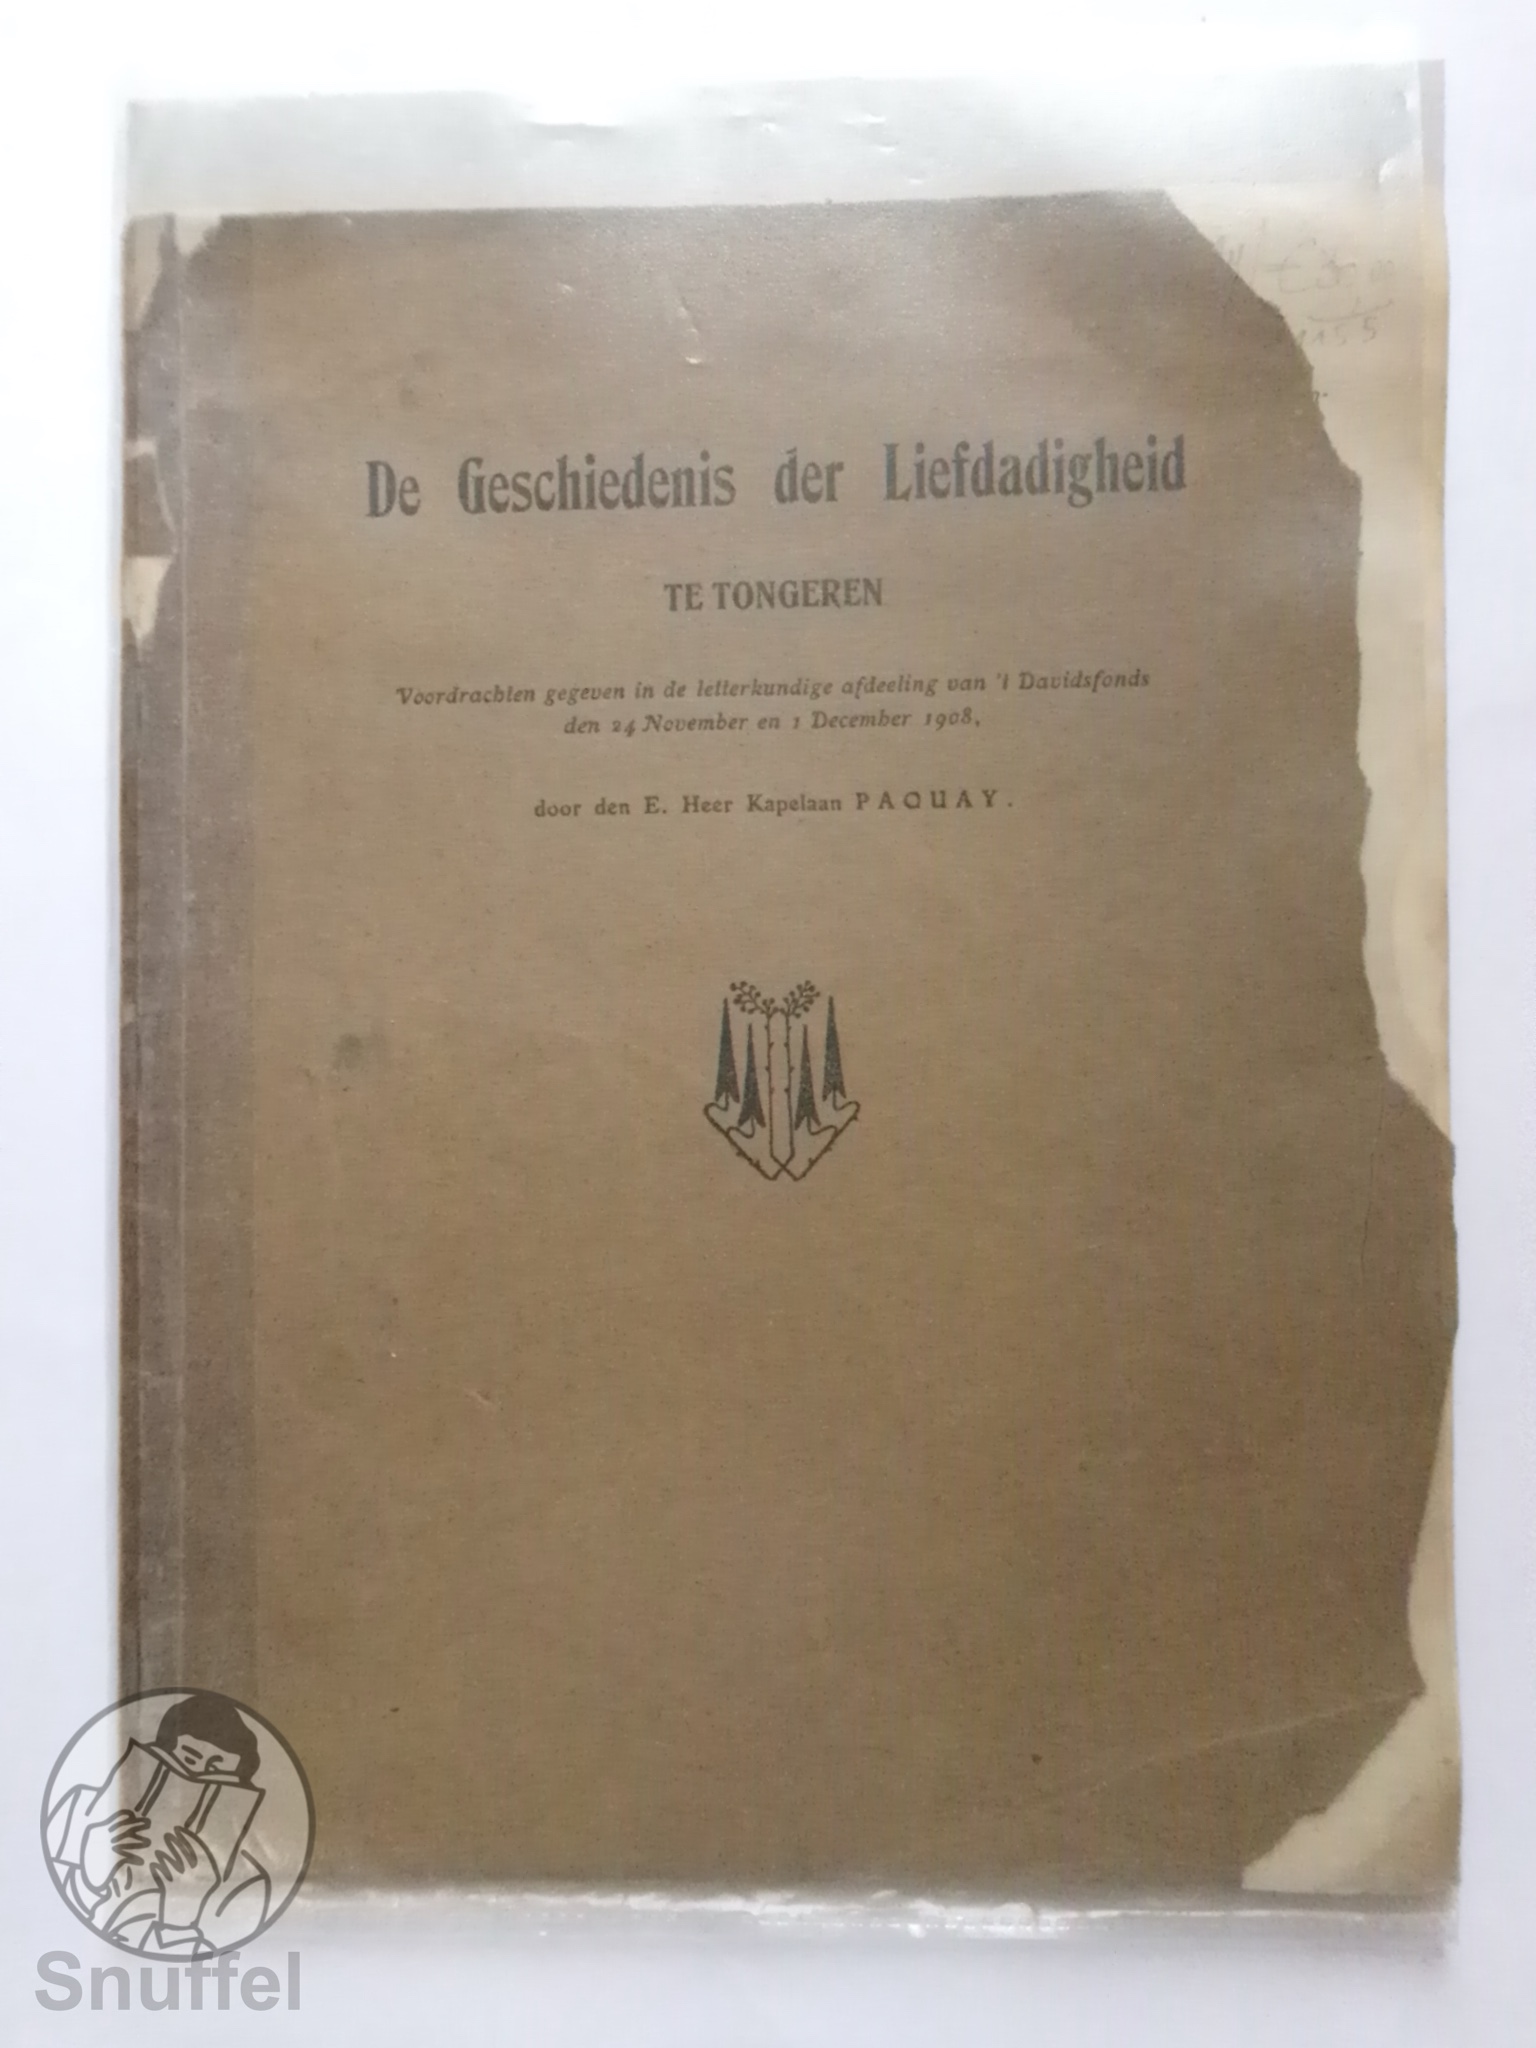 De Geschiedenis der Liefdadigheid
TE TONGEREN
Voordrachten gegeven in de letterkundige afdeeling van 't Davidsfonds
den 24 November en 1 December 1908,
door den E. Heer Kapelaan PAQUAY.
Snuffel